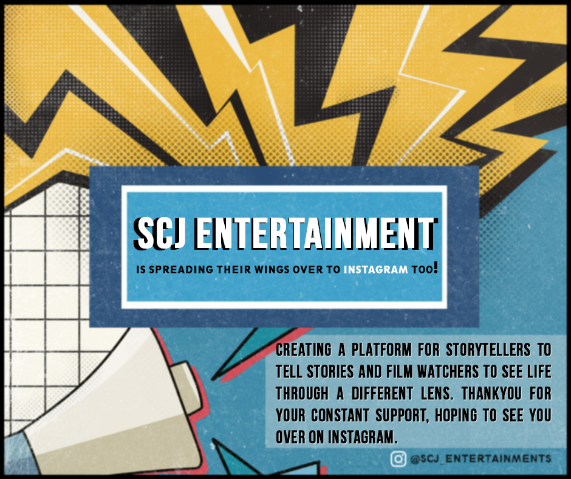 SCJ ENTERTAINMENT
IS SPREADING THEIR WINGS OVER TO INSTAGRAM TOO!
CREATING A PLATFORM FOR STORYTELLERS TO
TELL STORIES AND FILM WATCHERS TO SEE LIFE
THROUGH A DIFFERENT LENS. THANKYOU FOR
YOUR CONSTANT SUPPORT, HOPING TO SEE YOU
OVER ON INSTAGRAM.
@SCJ_ENTERTAINMENTS